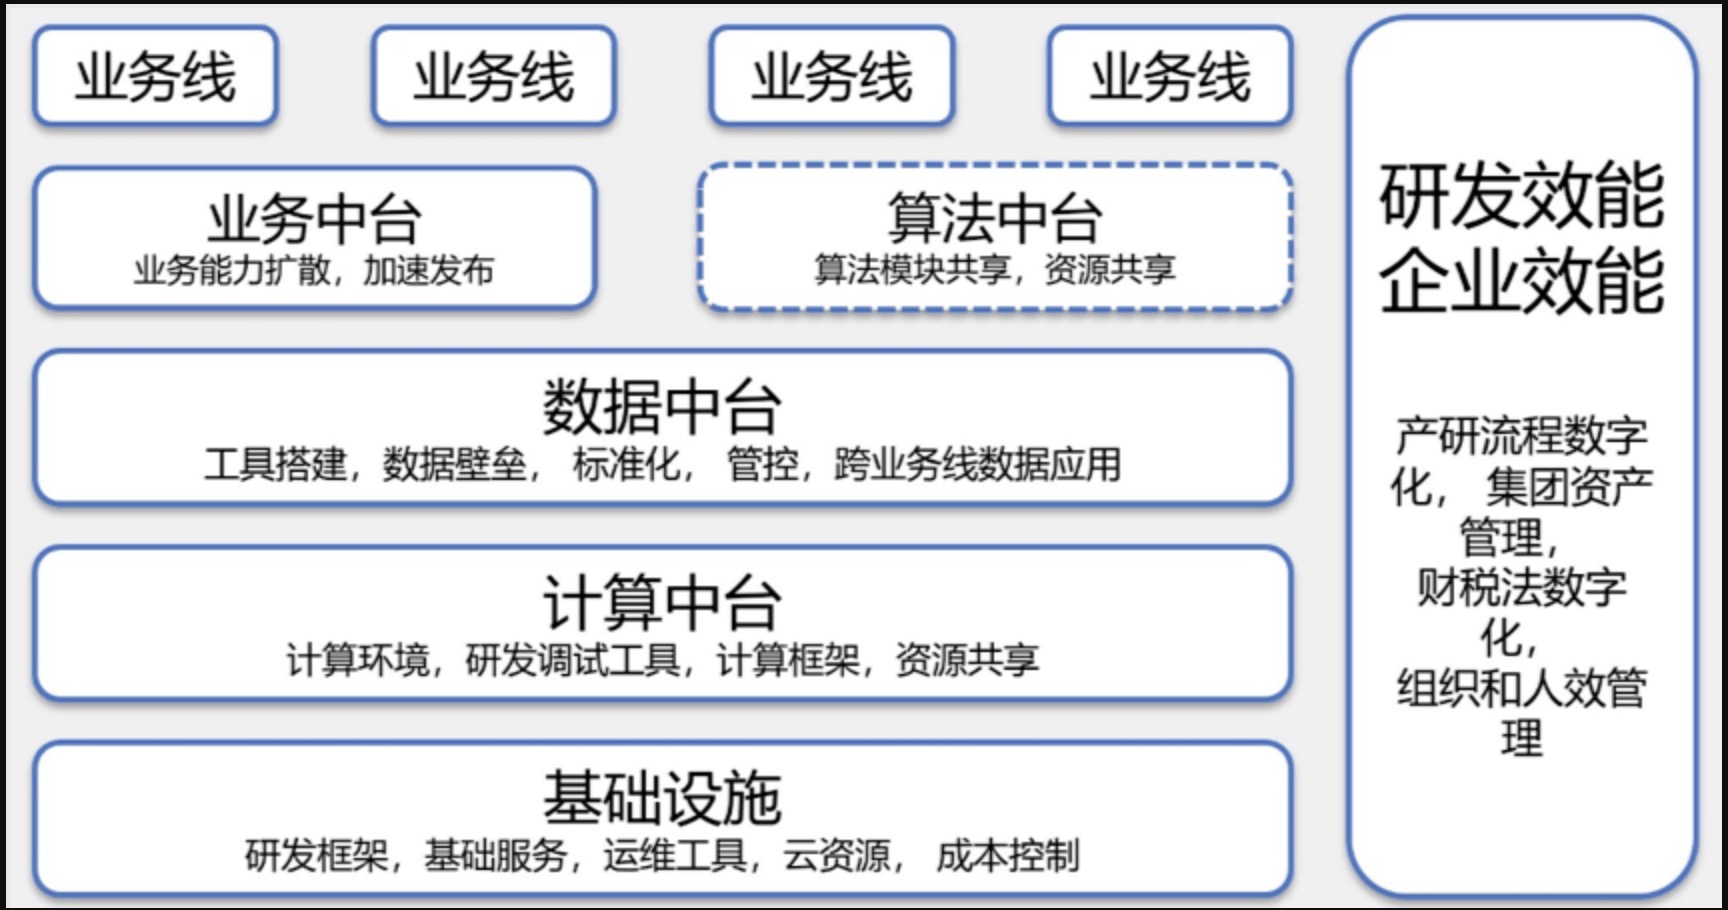 业务线
业务线
业务线
业务线
业务中台
业务能力扩散，加速发布
算法中台
算法模块共享，资源共享
数据中台
工具搭建，数据壁垒， 标准化， 管控，跨业务线数据应用
计算中台
计算环境，研发调试工具，计算框架，资源共享
基础设施
研发框架，基础服务，运维工具，云资源， 成本控制
研发效能
企业效能
产研流程数字
化， 集团资产
管理，
财税法数字
化，
组织和人效管
理